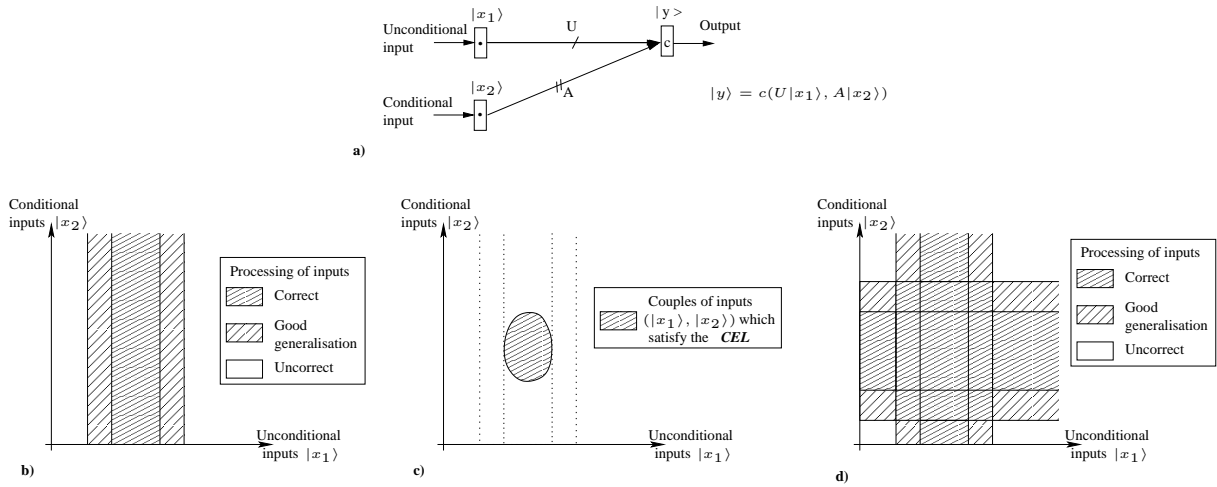 |x₁⟩
| y >
Unconditional
input
U
c
Output
|x₂⟩
Conditional
input
A
|y⟩ = c(U|x₁⟩, A|x₂⟩)
a)
Conditional
inputs |x₂⟩
Processing of inputs
Correct
Good
generalisation
Uncorrect
Unconditional
inputs |x₁⟩
b)
Conditional
inputs |x₂⟩
Couples of inputs
(|x₁⟩, |x₂⟩) which
satisfy the CEL
Unconditional
inputs |x₁⟩
c)
Conditional
inputs |x₂⟩
Processing of inputs
Correct
Good
generalisation
Uncorrect
Unconditional
inputs |x₁⟩
d)